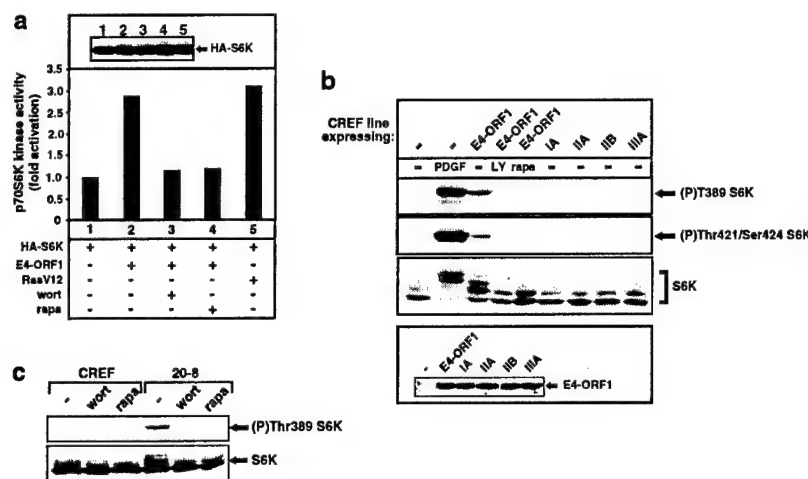 a
1 2 3 4 5
HA-S6K
p70S6K kinase activity
(fold activation)
3.5
3.0
2.5
2.0
1.5
1.0
0.5
0
1 2 3 4 5
HA-S6K + + + + +
E4-ORF1 - + + + -
RasV12 - - - - +
wort - - + - -
rapa - - - + -
b
CREF line
expressing:
- - E4-ORF1 E4-ORF1 E4-ORF1 IA IIA IIB IIIA
- PDGF - LY rapa - - - -
(P)T389 S6K
(P)Thr421/Ser424 S6K
S6K
- E4-ORF1 IA IIA IIB IIIA
E4-ORF1
c
CREF 20-8
- wort rapa - wort rapa
(P)Thr389 S6K
S6K